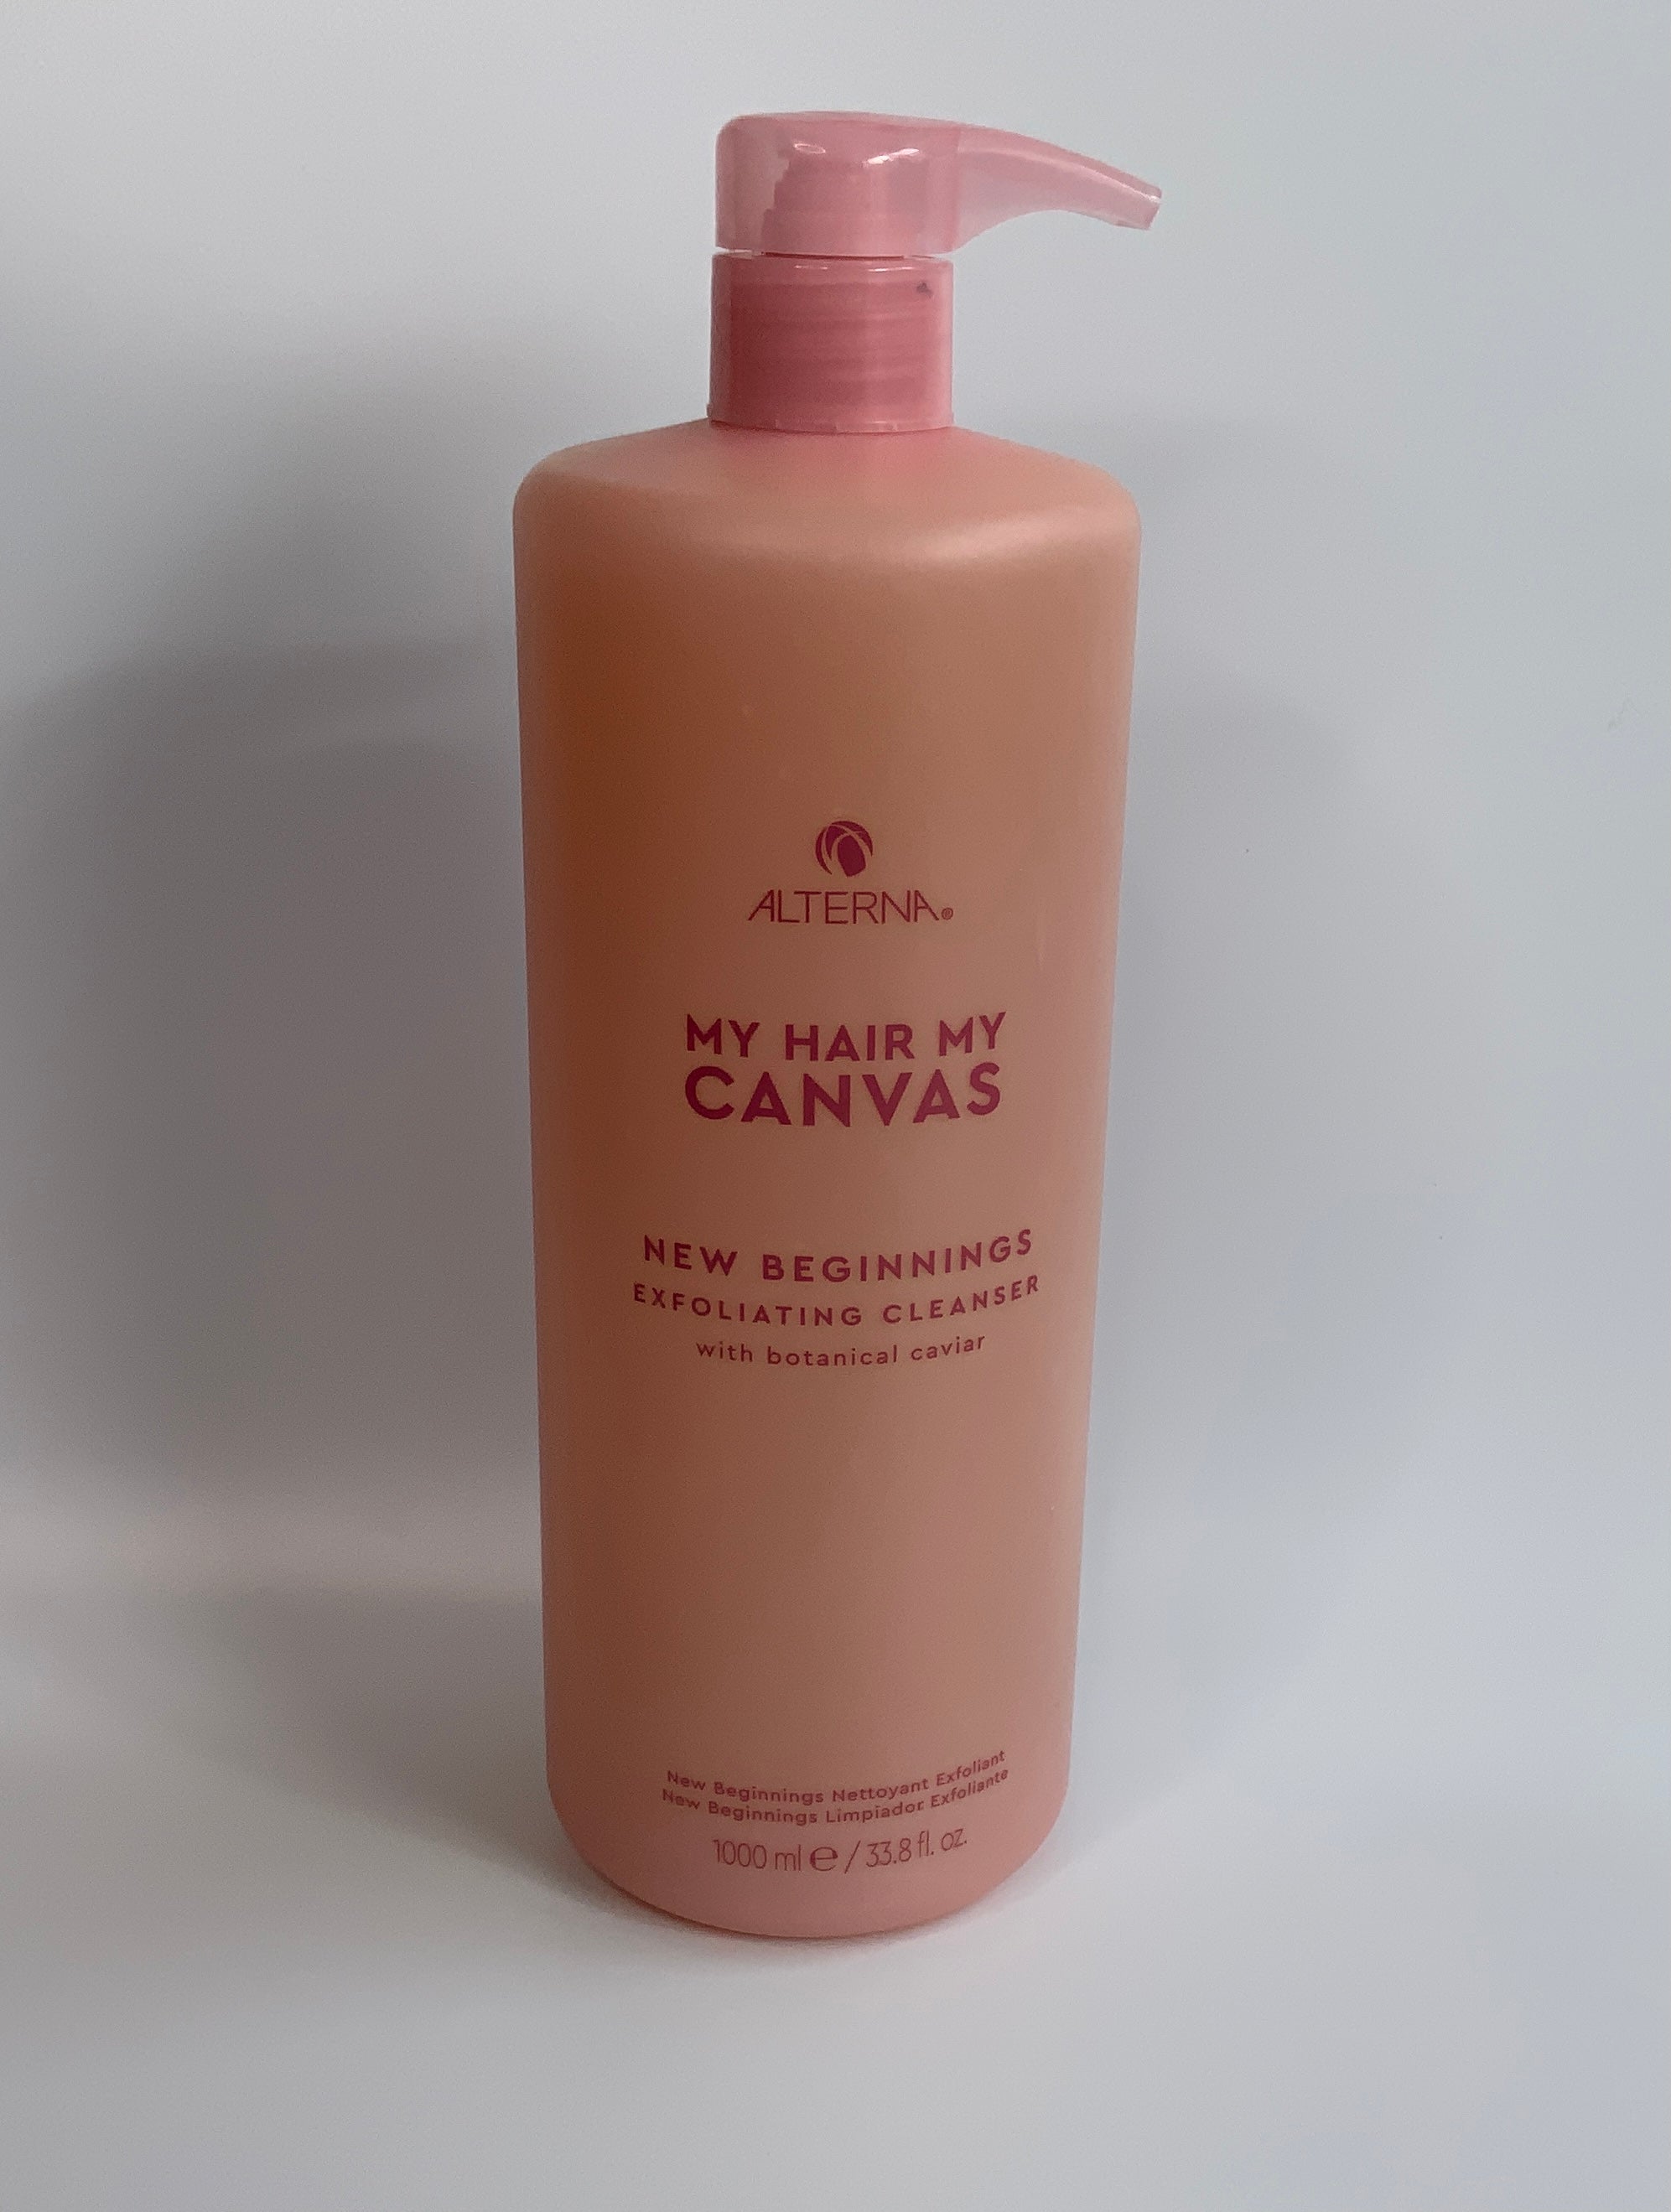 ALTERNA®
MY HAIR MY
CANVAS
NEW BEGINNINGS
EXFOLIATING CLEANSER
with botanical caviar
New Beginnings Nettoyant Exfoliant
New Beginnings Limpiador Exfoliante
1000 ml ℮ / 33.8 fl. oz.